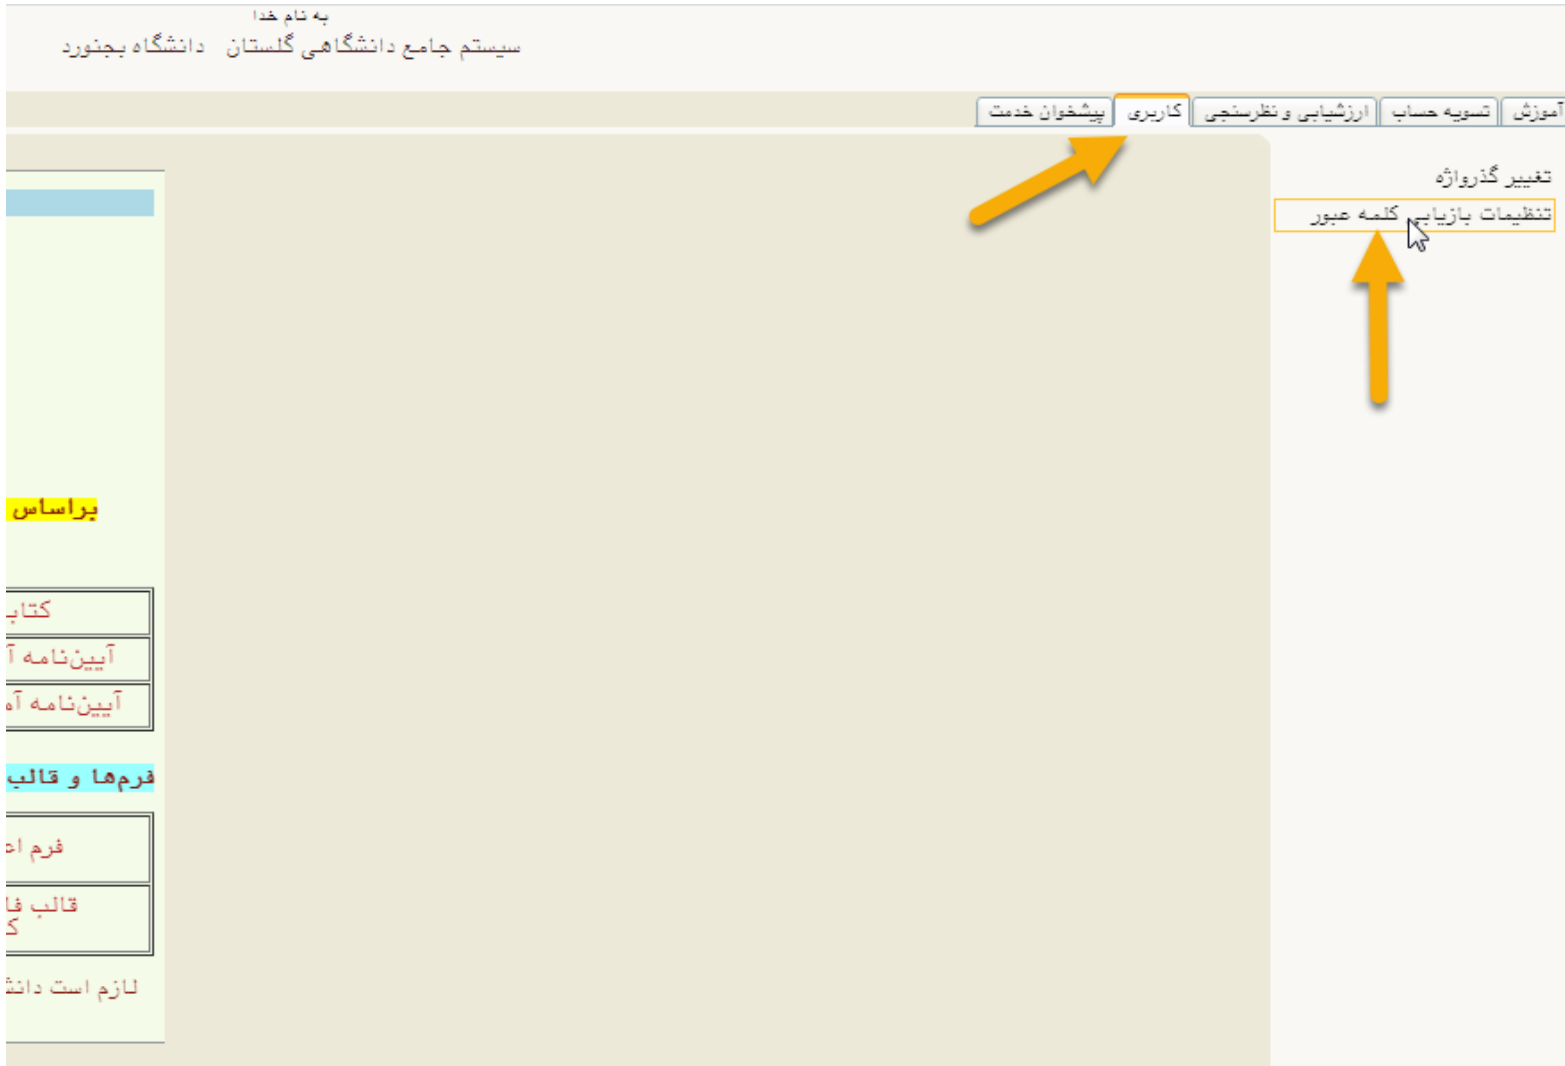 به نام خدا
سیستم جامع دانشگاهی گلستان   دانشگاه بجنورد
آموزش تسویه حساب ارزشیابی و نظرسنجی کاربری پیشخوان خدمت
تغییر گذرواژه
تنظیمات بازیابی کلمه عبور
براساس
کتاب
آیین‌نامه آ
آیین‌نامه آم
فرم‌ها و قالب
فرم اع
قالب فا
ک
لازم است دانش